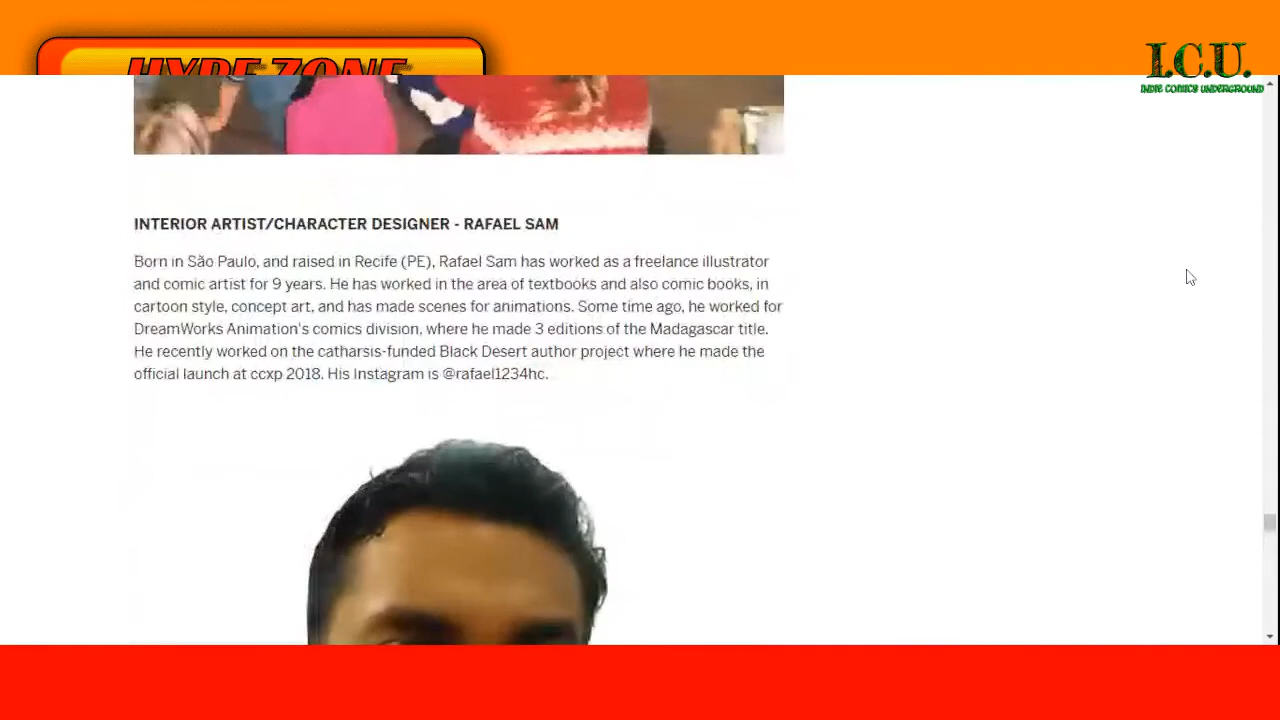 HYPE ZONE
I.C.U.
INDIE COMICS UNDERGROUND
INTERIOR ARTIST/CHARACTER DESIGNER - RAFAEL SAM
Born in São Paulo, and raised in Recife (PE), Rafael Sam has worked as a freelance illustrator
and comic artist for 9 years. He has worked in the area of textbooks and also comic books, in
cartoon style, concept art, and has made scenes for animations. Some time ago, he worked for
DreamWorks Animation's comics division, where he made 3 editions of the Madagascar title.
He recently worked on the catharsis-funded Black Desert author project where he made the
official launch at ccxp 2018. His Instagram is @rafael1234hc.